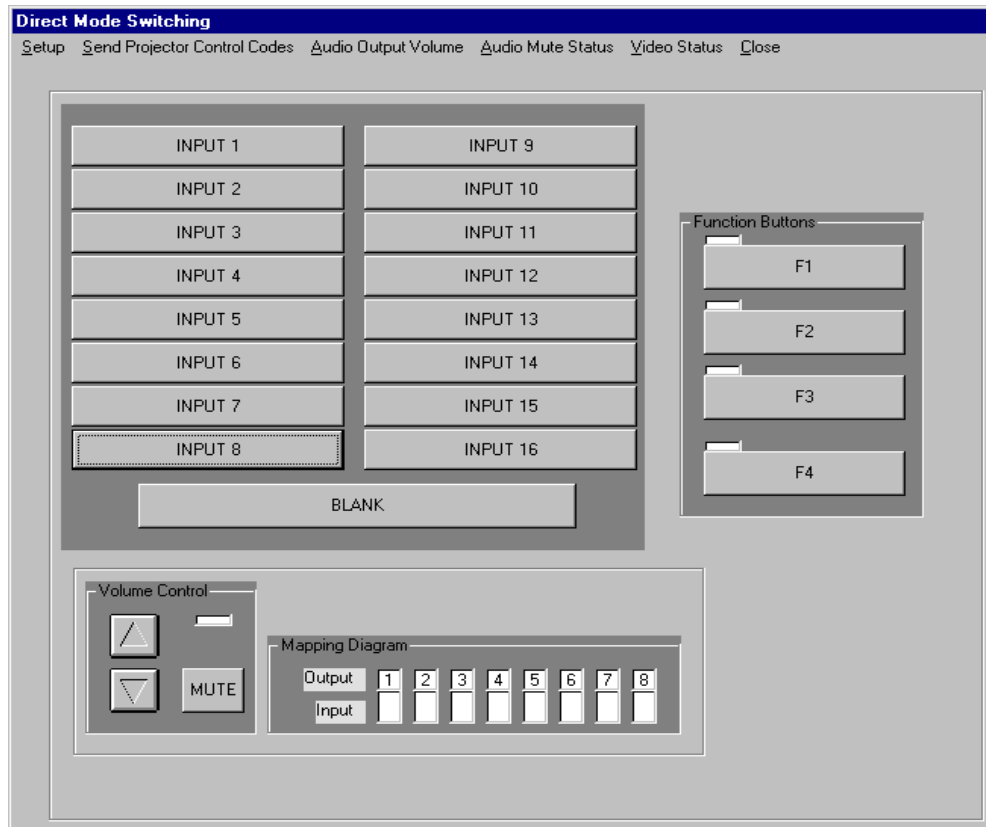 Direct Mode Switching
Setup Send Projector Control Codes Audio Output Volume Audio Mute Status Video Status Close
INPUT 1
INPUT 2
INPUT 3
INPUT 4
INPUT 5
INPUT 6
INPUT 7
INPUT 8
INPUT 9
INPUT 10
INPUT 11
INPUT 12
INPUT 13
INPUT 14
INPUT 15
INPUT 16
BLANK
Function Buttons
F1
F2
F3
F4
Volume Control
MUTE
Mapping Diagram
Output 1 2 3 4 5 6 7 8
Input